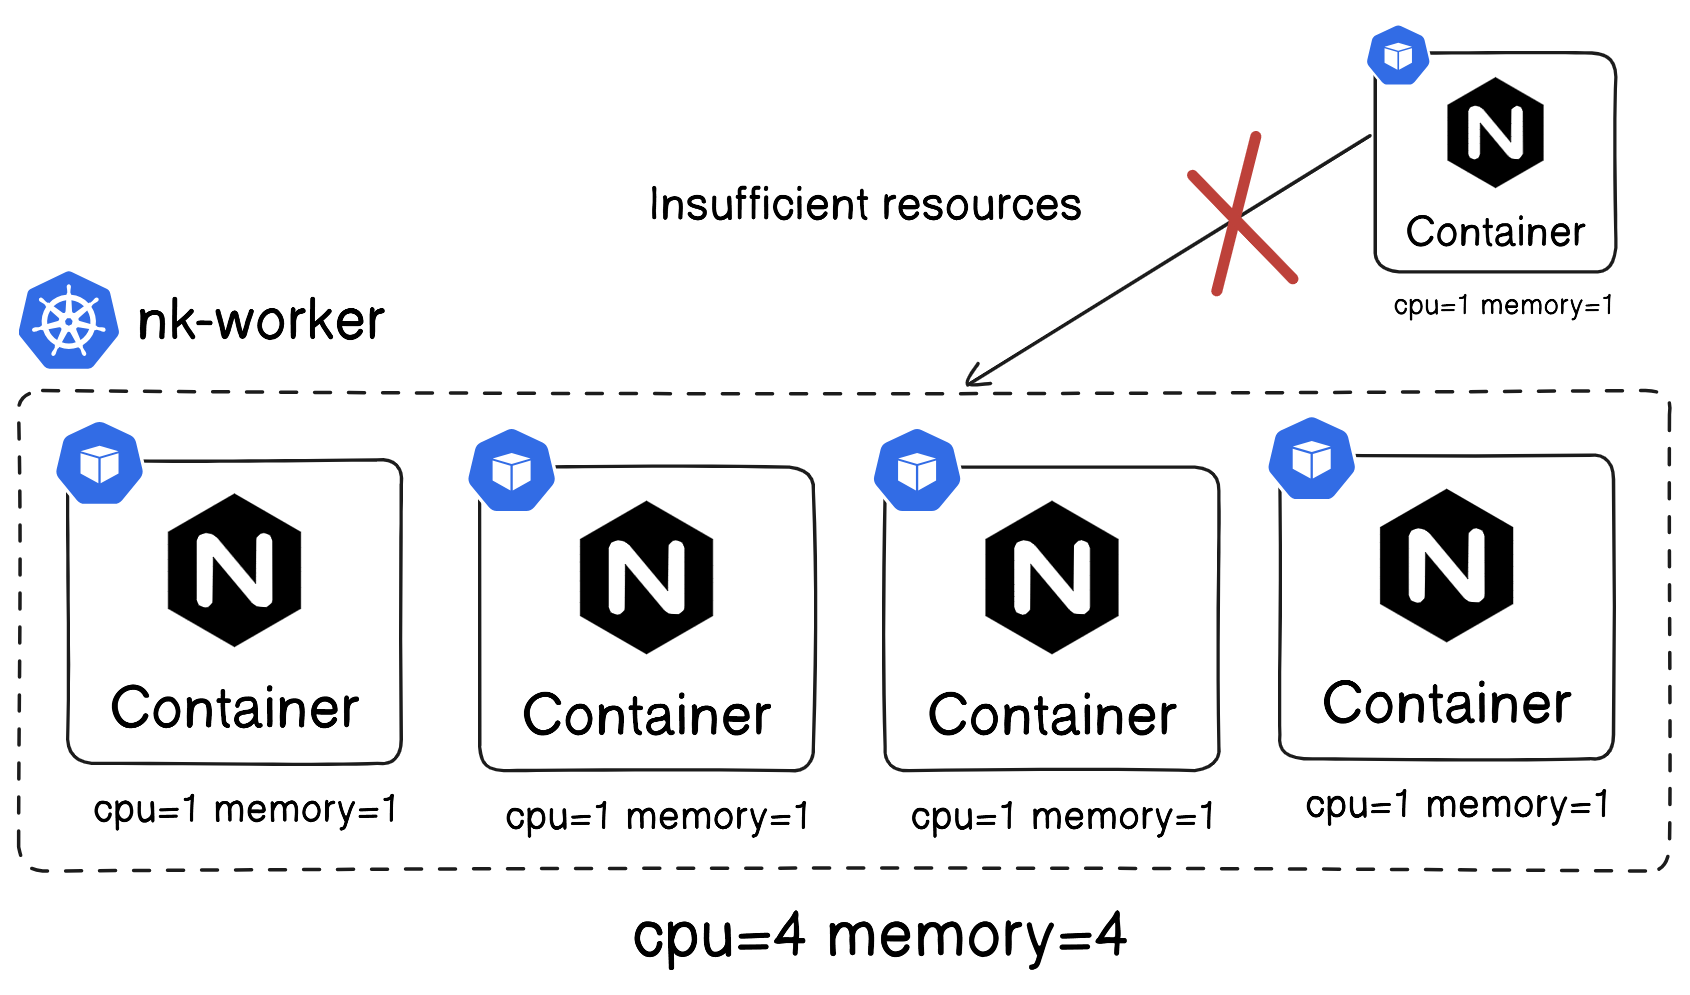 N
Container
cpu=1 memory=1
Insufficient resources
nk-worker
N
Container
cpu=1 memory=1
N
Container
cpu=1 memory=1
N
Container
cpu=1 memory=1
N
Container
cpu=1 memory=1
cpu=4 memory=4